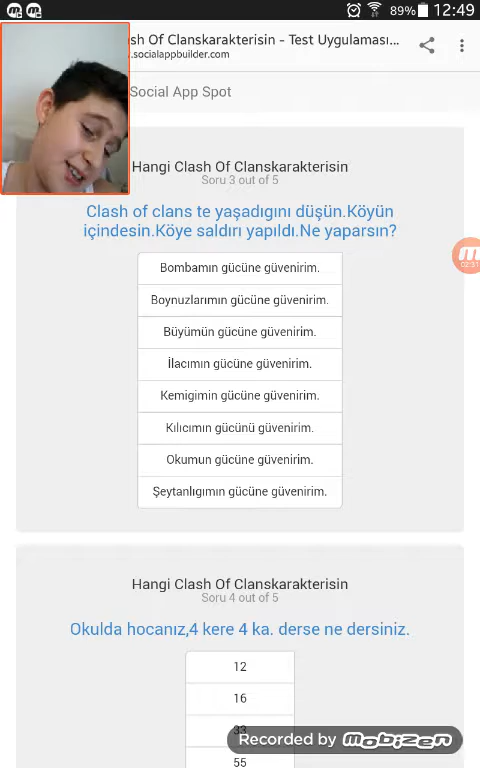 89% 12:49
sh Of Clanskarakterisin - Test Uygulaması...
.socialappbuilder.com
Social App Spot
Hangi Clash Of Clanskarakterisin
Soru 3 out of 5
Clash of clans te yaşadıgını düşün.Köyün
içindesin.Köye saldırı yapıldı.Ne yaparsın?
Bombamın gücüne güvenirim.
Boynuzlarımın gücüne güvenirim.
Büyümün gücüne güvenirim.
İlacımın gücüne güvenirim.
Kemigimin gücüne güvenirim.
Kılıcımın gücünü güvenirim.
Okumun gücüne güvenirim.
Şeytanlıgımın gücüne güvenirim.
Hangi Clash Of Clanskarakterisin
Soru 4 out of 5
Okulda hocanız,4 kere 4 ka. derse ne dersiniz.
12
16
33
Recorded by mobizen
55